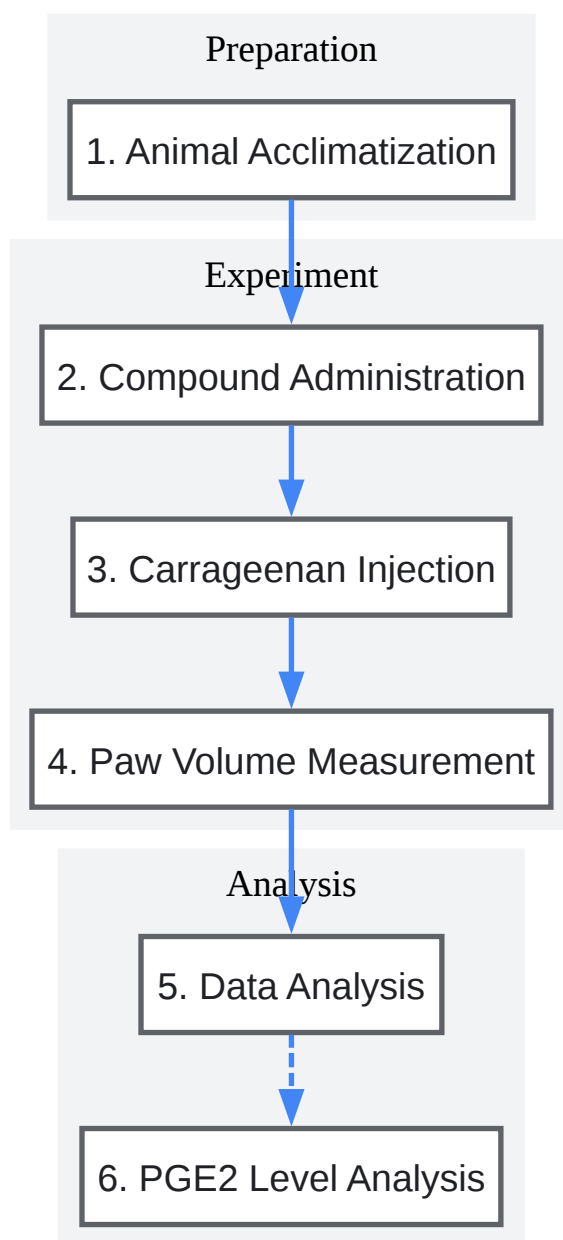 Preparation
1. Animal Acclimatization
Experiment
2. Compound Administration
3. Carrageenan Injection
4. Paw Volume Measurement
Analysis
5. Data Analysis
6. PGE2 Level Analysis